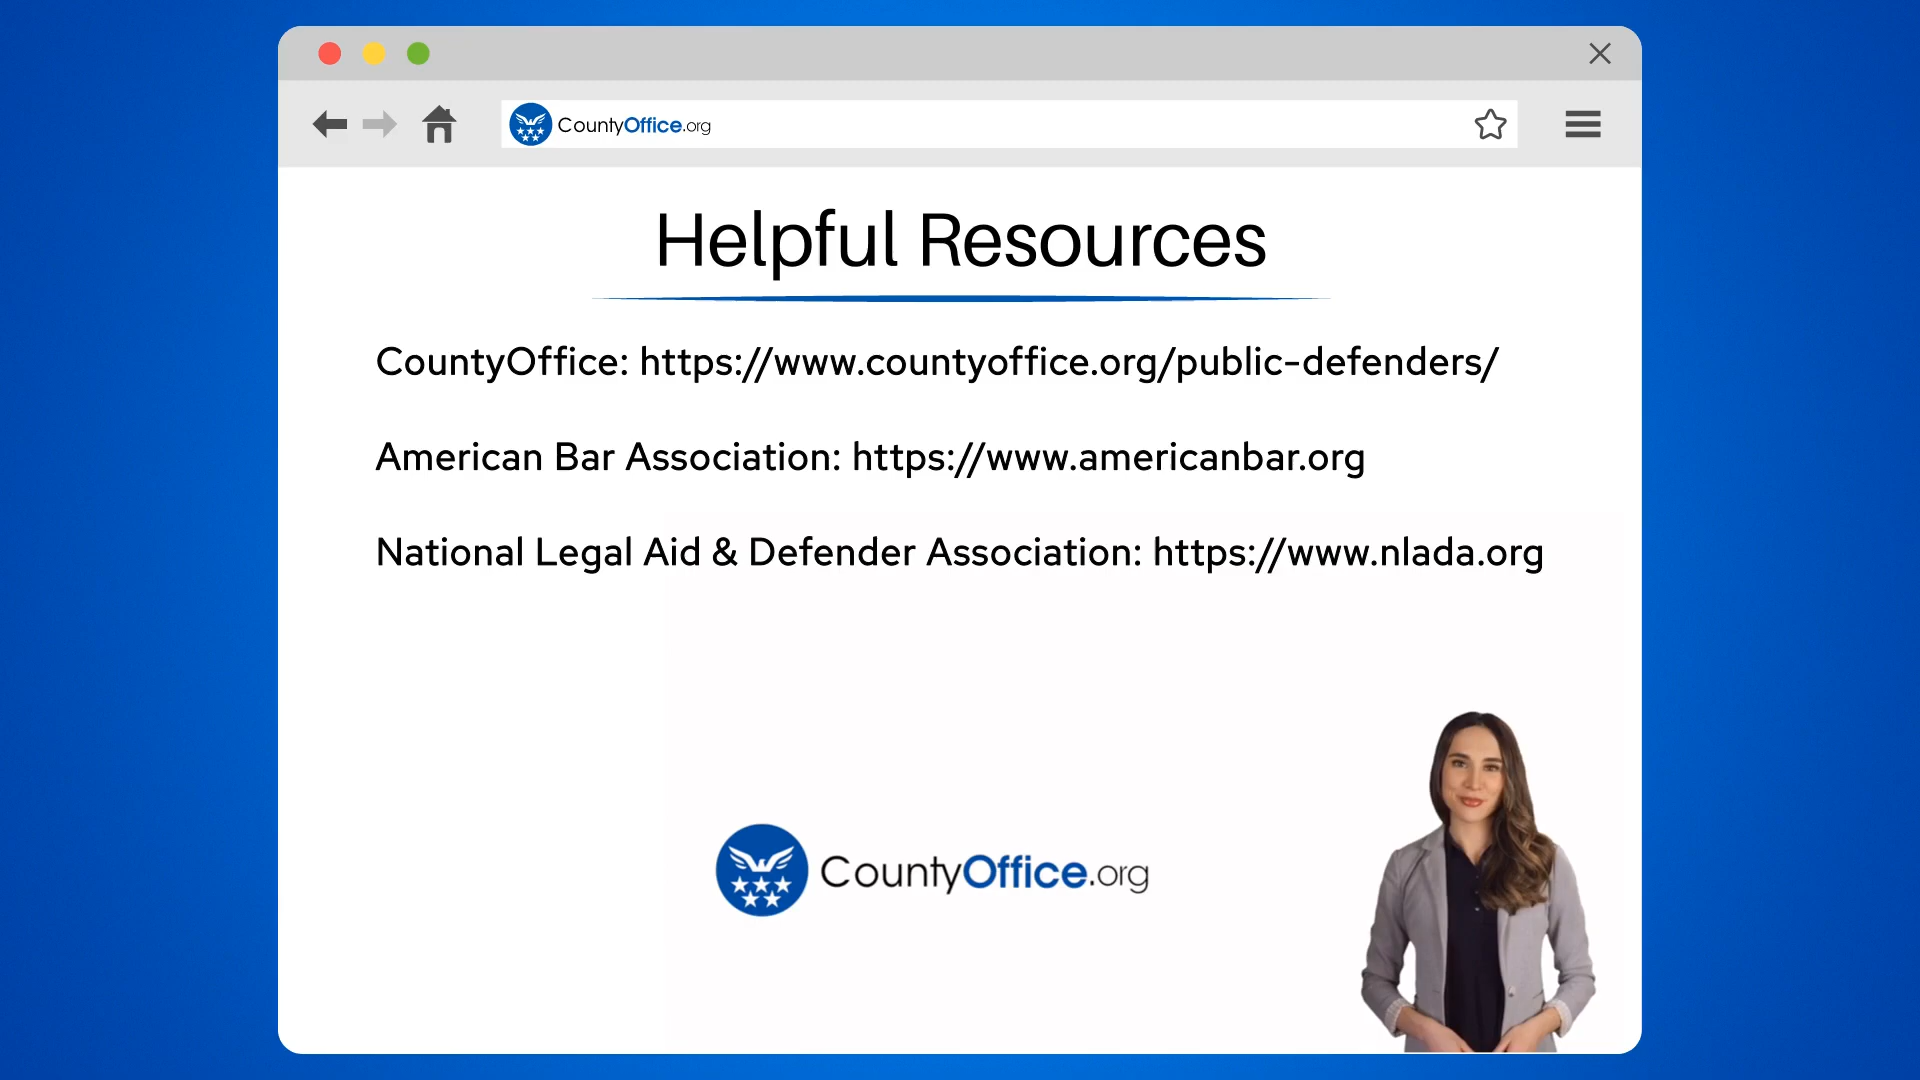 CountyOffice.org
Helpful Resources
CountyOffice: https://www.countyoffice.org/public-defenders/
American Bar Association: https://www.americanbar.org
National Legal Aid & Defender Association: https://www.nlada.org
CountyOffice.org